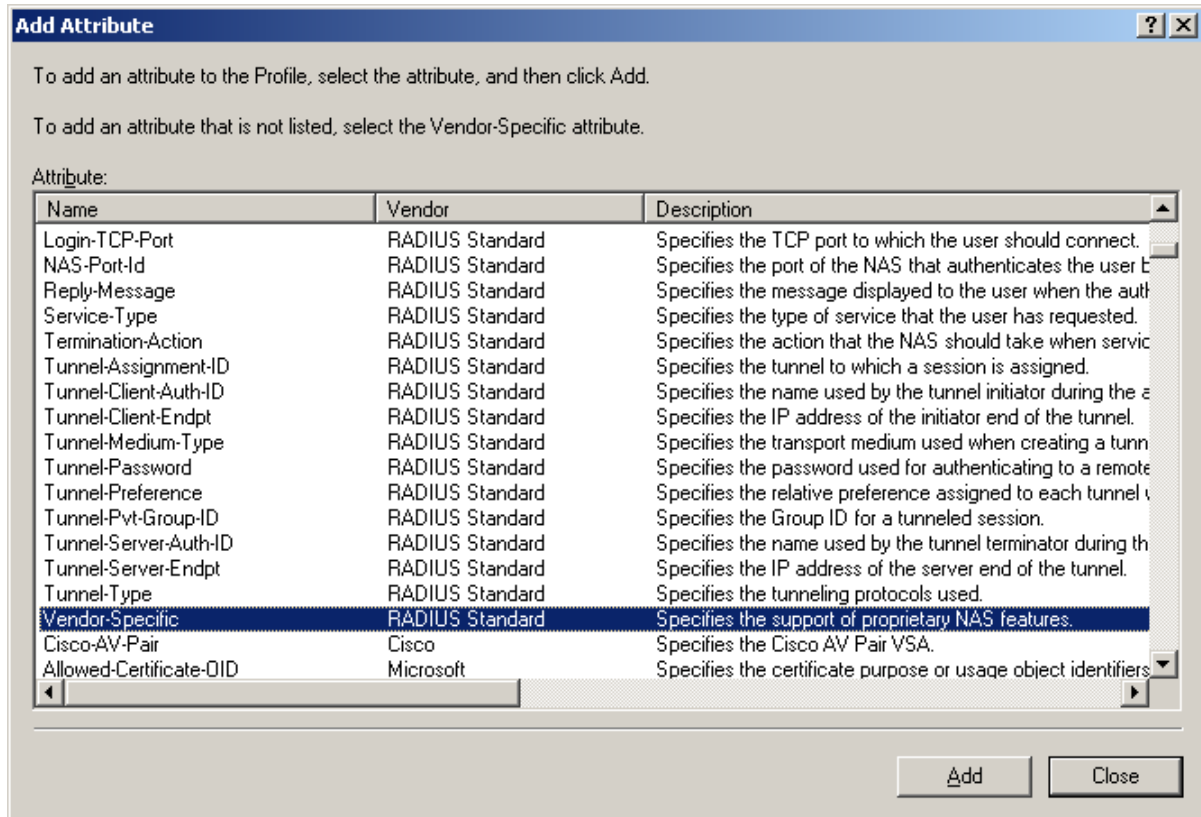 Add Attribute
To add an attribute to the Profile, select the attribute, and then click Add.
To add an attribute that is not listed, select the Vendor-Specific attribute.
Attribute:
Name Vendor Description
Login-TCP-Port RADIUS Standard Specifies the TCP port to which the user should connect.
NAS-Port-Id RADIUS Standard Specifies the port of the NAS that authenticates the user
Reply-Message RADIUS Standard Specifies the message displayed to the user when the
Service-Type RADIUS Standard Specifies the type of service that the user has requested.
Termination-Action RADIUS Standard Specifies the action that the NAS should take when
Tunnel-Assignment-ID RADIUS Standard Specifies the tunnel to which a session is assigned.
Tunnel-Client-Auth-ID RADIUS Standard Specifies the name used by the tunnel initiator during the
Tunnel-Client-Endpt RADIUS Standard Specifies the IP address of the initiator end of the tunnel.
Tunnel-Medium-Type RADIUS Standard Specifies the transport medium used when creating a
Tunnel-Password RADIUS Standard Specifies the password used for authenticating to a remote
Tunnel-Preference RADIUS Standard Specifies the relative preference assigned to each tunnel
Tunnel-Pvt-Group-ID RADIUS Standard Specifies the Group ID for a tunneled session.
Tunnel-Server-Auth-ID RADIUS Standard Specifies the name used by the tunnel terminator during
Tunnel-Server-Endpt RADIUS Standard Specifies the IP address of the server end of the tunnel.
Tunnel-Type RADIUS Standard Specifies the tunneling protocols used.
Vendor-Specific RADIUS Standard Specifies the support of proprietary NAS features.
Cisco-AV-Pair Cisco Specifies the Cisco AV Pair VSA.
Allowed-Certificate-OID Microsoft Specifies the certificate purpose or usage object identifiers
Add Close